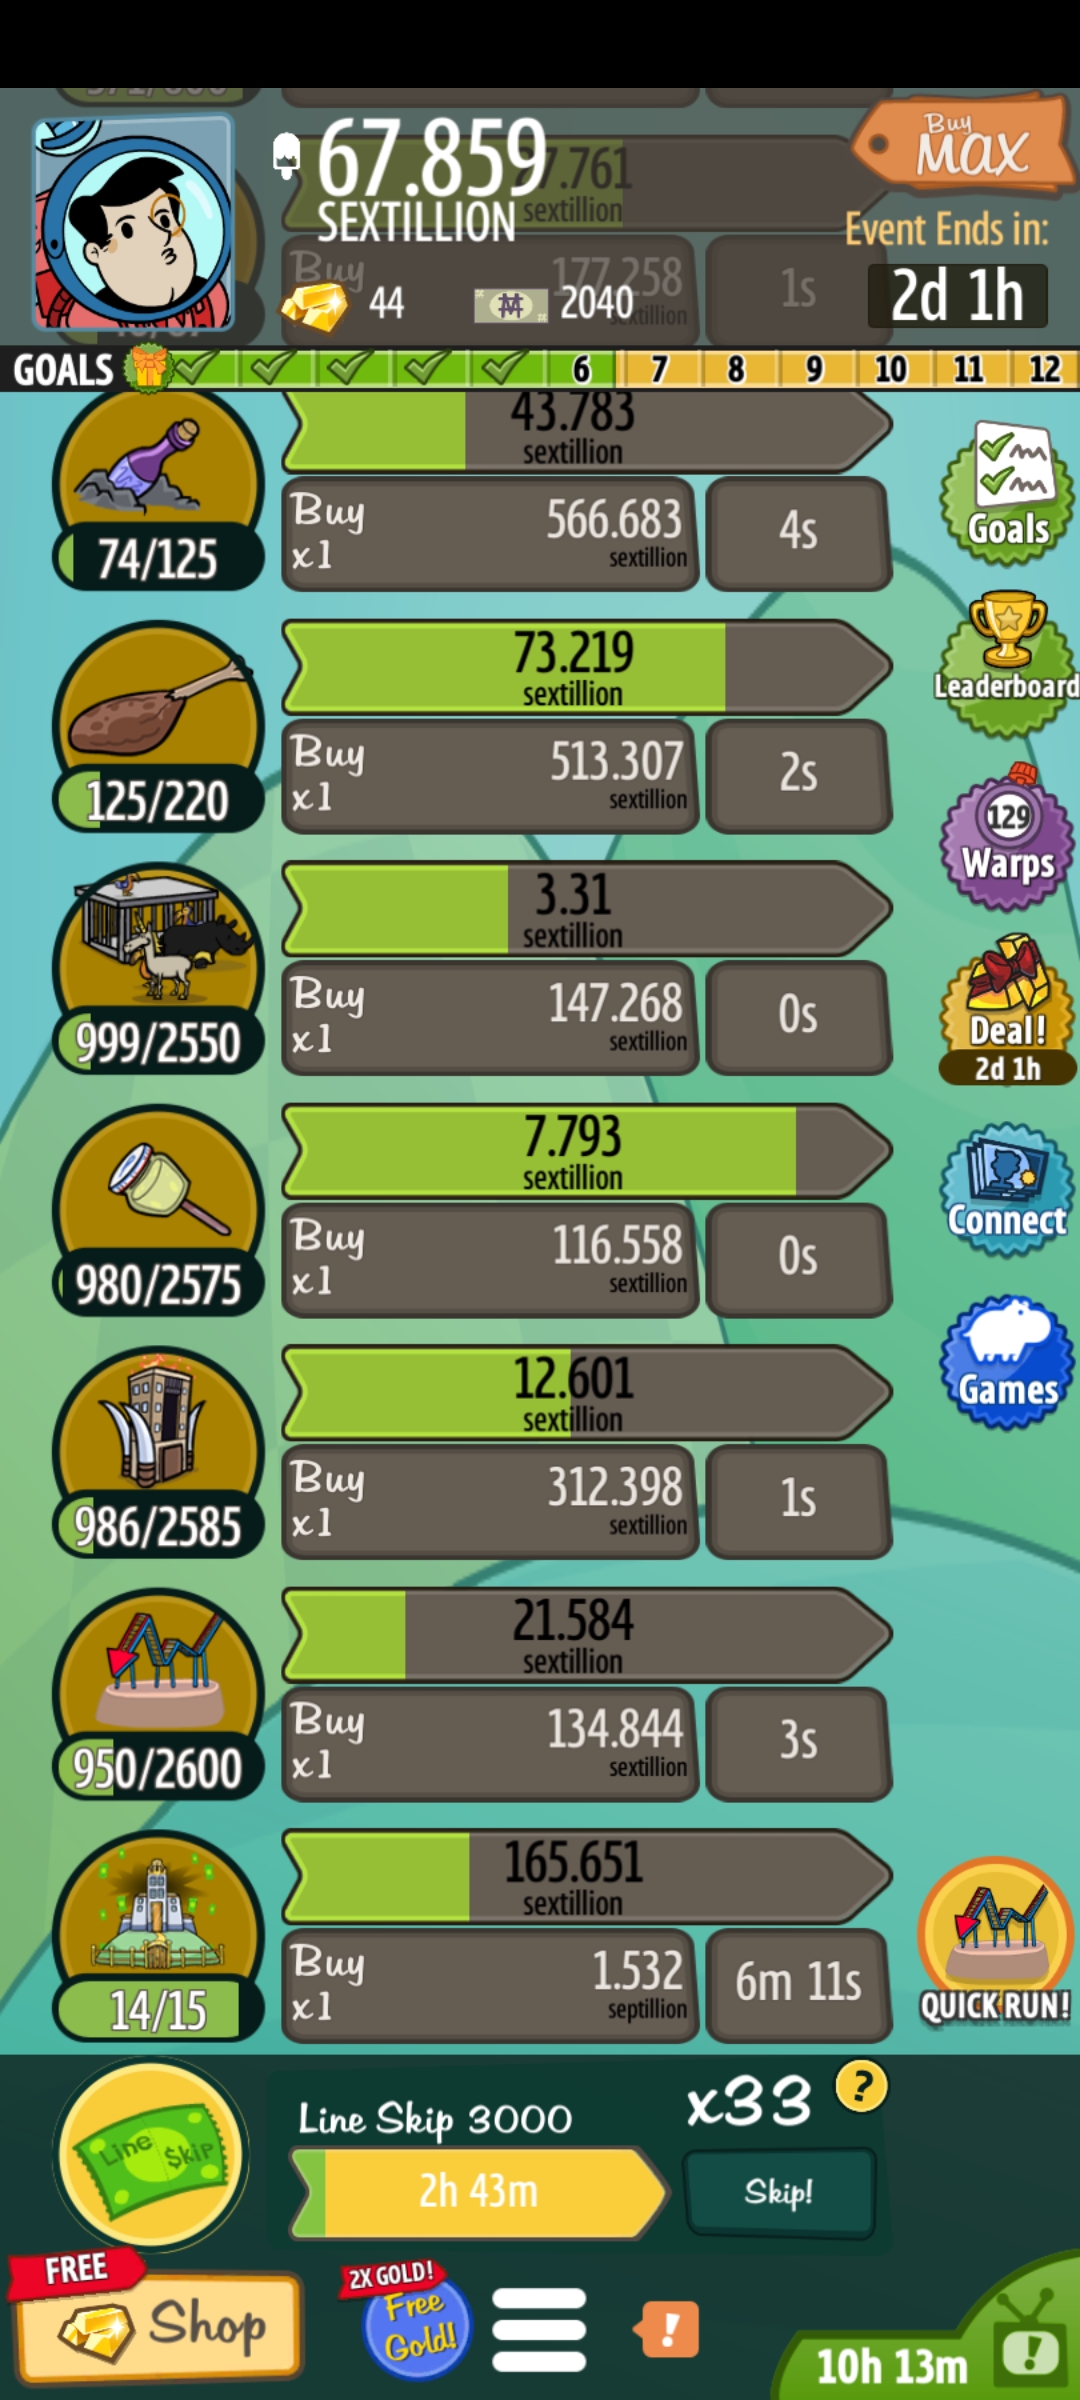 67.859
SEXTILLION
44
2040
Buy
MAX
Event Ends in:
2d 1h
7.761
sextillion
Buy
177.258
1s
GOALS
6 7 8 9 10 11 12
43.783
sextillion
74/125
Buy
x1
566.683
sextillion
4s
Goals
73.219
sextillion
125/220
Buy
x1
513.307
sextillion
2s
Leaderboard
3.31
sextillion
999/2550
Buy
x1
147.268
sextillion
0s
129
Warps
Deal!
2d 1h
7.793
sextillion
980/2575
Buy
x1
116.558
sextillion
0s
Connect
12.601
sextillion
986/2585
Buy
x1
312.398
sextillion
1s
Games
21.584
sextillion
950/2600
Buy
x1
134.844
sextillion
3s
165.651
sextillion
14/15
Buy
x1
1.532
septillion
6m 11s
QUICK RUN!
Line Skip
Line Skip 3000
2h 43m
x33
?
Skip!
FREE
Shop
2X GOLD!
Free
Gold!
!
10h 13m
!